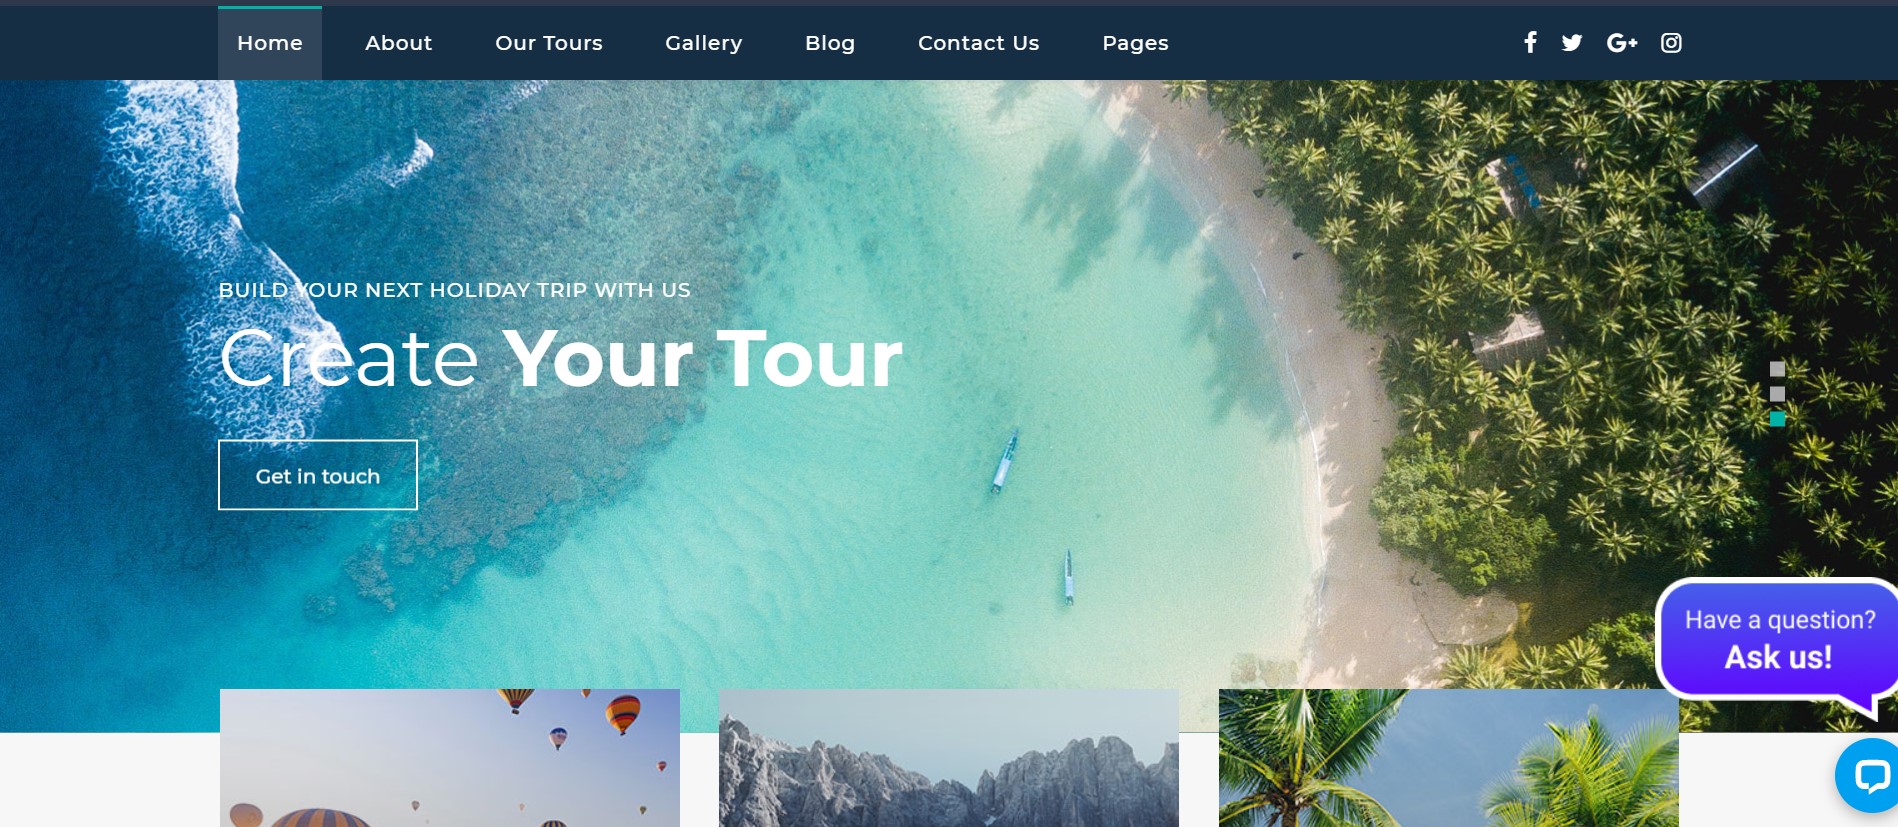 Home About Our Tours Gallery Blog Contact Us Pages
BUILD YOUR NEXT HOLIDAY TRIP WITH US
Create Your Tour
Get in touch
Have a question?
Ask us!